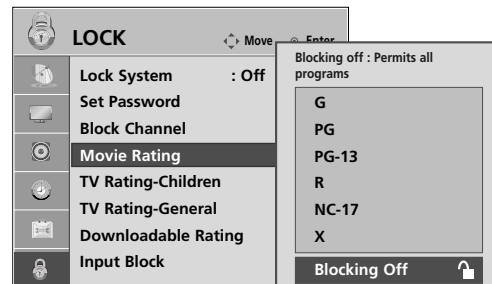 LOCK
Move
Enter
Lock System : Off
Set Password
Block Channel
Movie Rating
TV Rating-Children
TV Rating-General
Downloadable Rating
Input Block
Blocking off : Permits all
programs
G
PG
PG-13
R
NC-17
X
Blocking Off